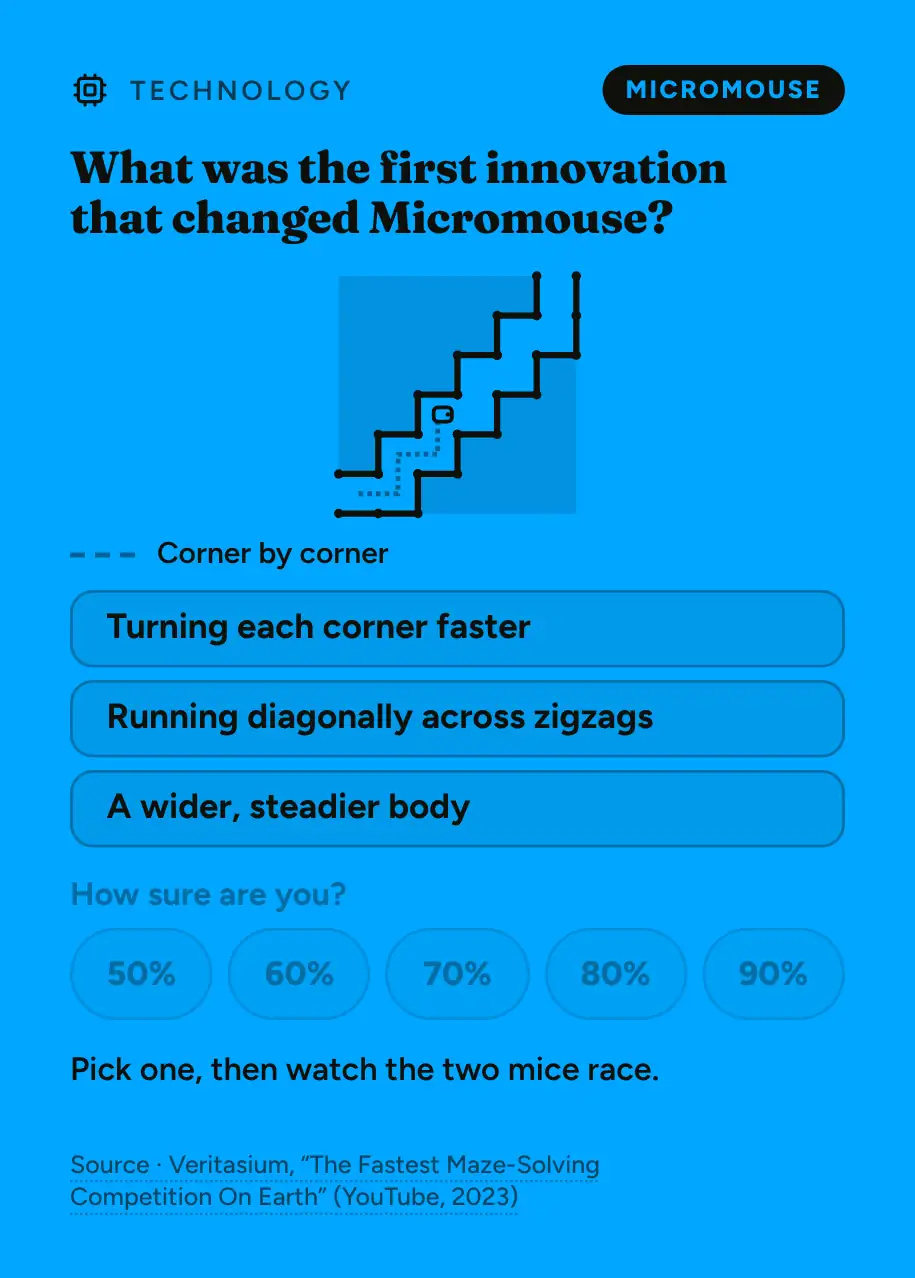 TECHNOLOGY
MICROMOUSE
What was the first innovation
that changed Micromouse?
Corner by corner
Turning each corner faster
Running diagonally across zigzags
A wider, steadier body
How sure are you?
50%
60%
70%
80%
90%
Pick one, then watch the two mice race.
Source · Veritasium, “The Fastest Maze-Solving
Competition On Earth” (YouTube, 2023)